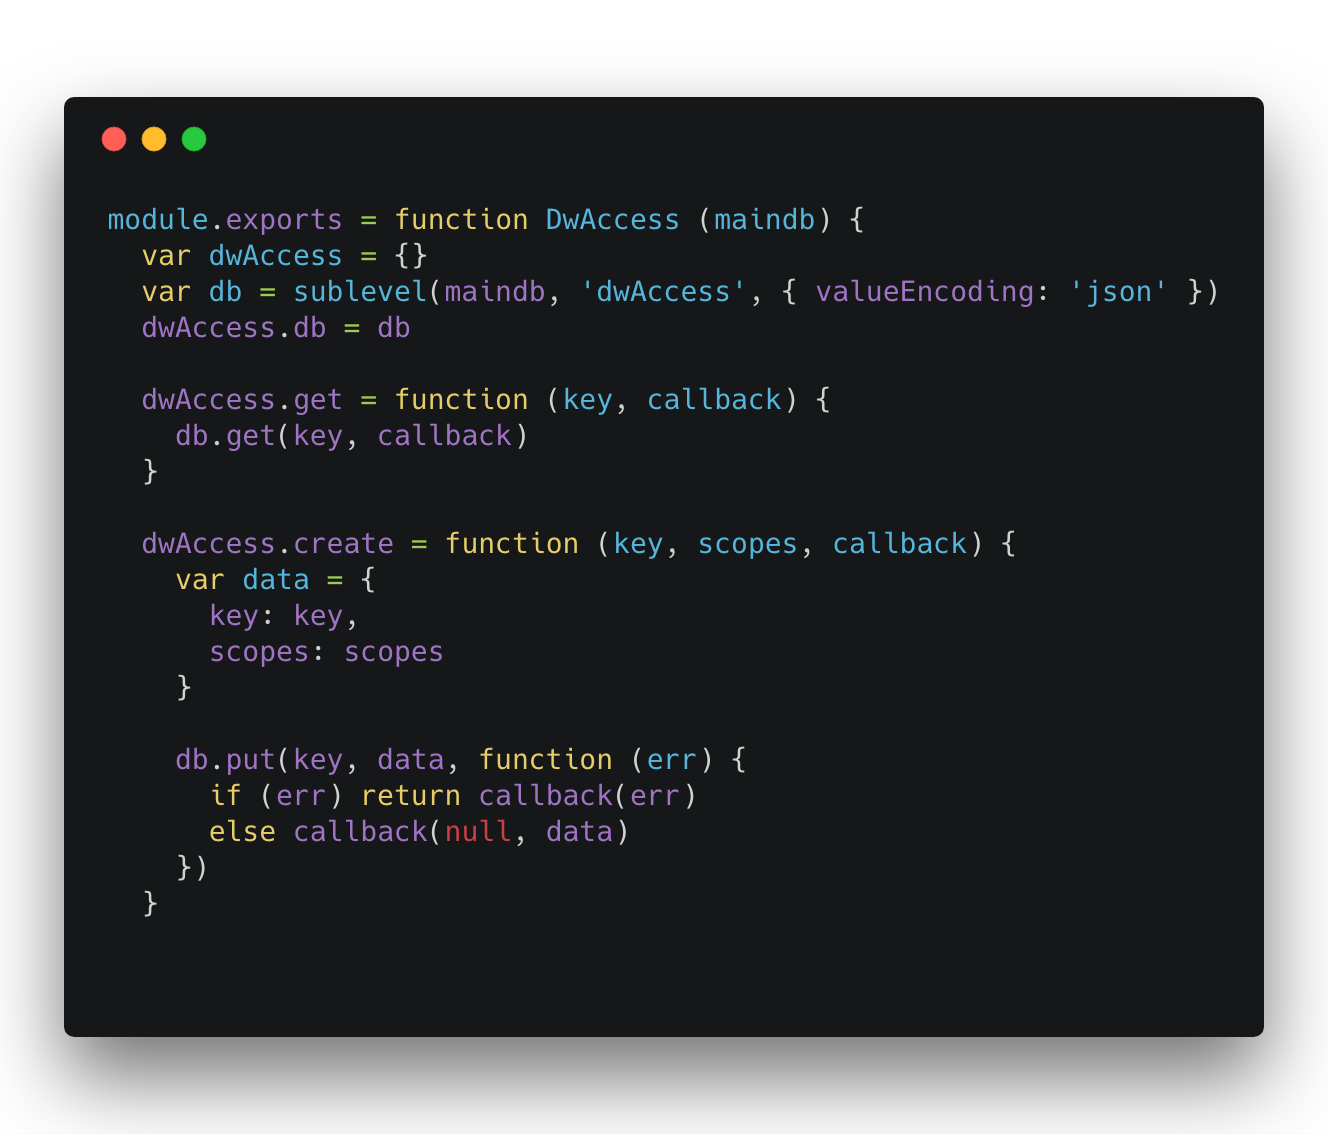 module.exports = function DwAccess (maindb) {
  var dwAccess = {}
  var db = sublevel(maindb, 'dwAccess', { valueEncoding: 'json' })
  dwAccess.db = db

  dwAccess.get = function (key, callback) {
    db.get(key, callback)
  }

  dwAccess.create = function (key, scopes, callback) {
    var data = {
      key: key,
      scopes: scopes
    }

    db.put(key, data, function (err) {
      if (err) return callback(err)
      else callback(null, data)
    })
  }